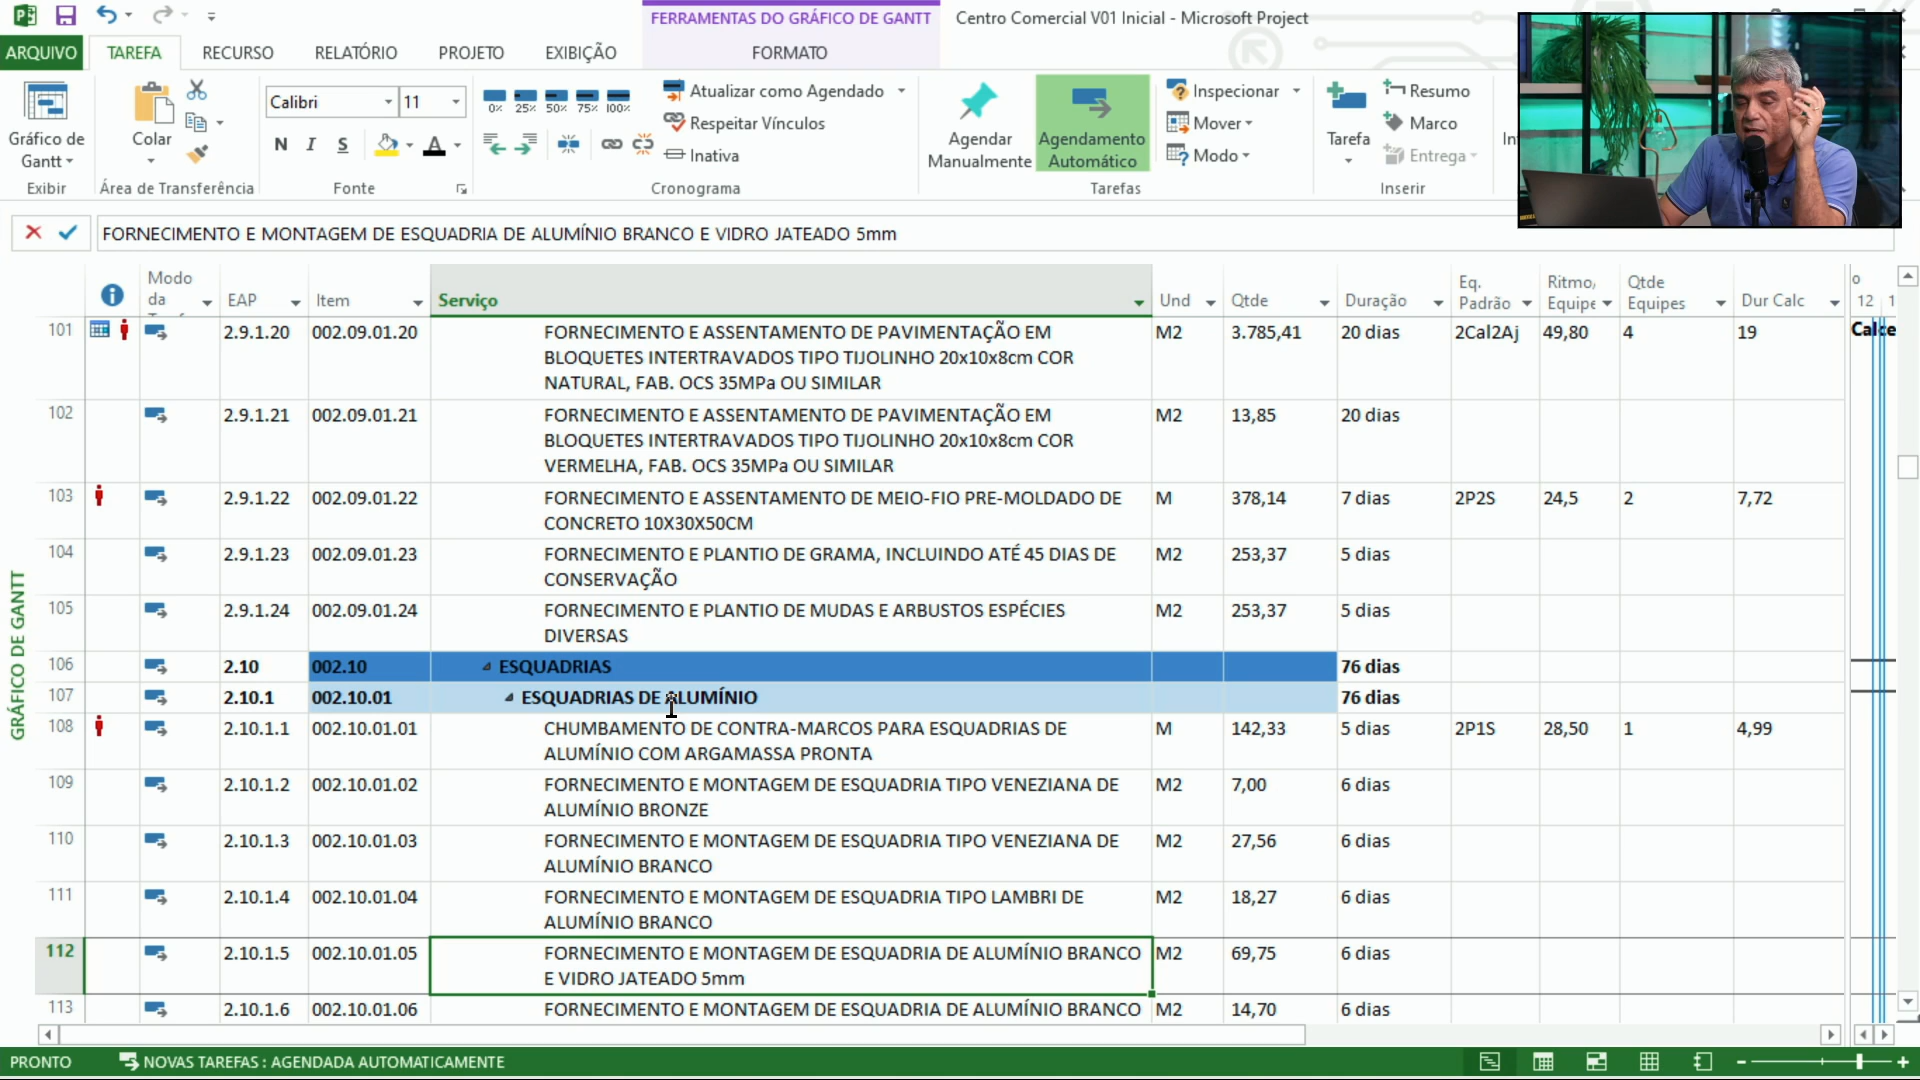 FERRAMENTAS DO GRÁFICO DE GANTT
Centro Comercial V01 Inicial - Microsoft Project
ARQUIVO TAREFA RECURSO RELATÓRIO PROJETO EXIBIÇÃO FORMATO
Gráfico de Gantt
Exibir
Colar
Área de Transferência
Calibri 11
N I S A
Fonte
0% 25% 50% 75% 100%
Atualizar como Agendado
Respeitar Vínculos
Inativa
Cronograma
Agendar Manualmente
Agendamento Automático
Inspecionar
Mover
Modo
Tarefas
Tarefa
Resumo
Marco
Entrega
Inserir
FORNECIMENTO E MONTAGEM DE ESQUADRIA DE ALUMÍNIO BRANCO E VIDRO JATEADO 5mm
Modo da EAP Item Serviço Und Qtde Duração Eq. Padrão Ritmo/ Equipe Qtde Equipes Dur Calc o 12 1
101 2.9.1.20 002.09.01.20 FORNECIMENTO E ASSENTAMENTO DE PAVIMENTAÇÃO EM M2 3.785,41 20 dias 2Cal2Aj 49,80 4 19
BLOQUETES INTERTRAVADOS TIPO TIJOLINHO 20x10x8cm COR
NATURAL, FAB. OCS 35MPa OU SIMILAR
102 2.9.1.21 002.09.01.21 FORNECIMENTO E ASSENTAMENTO DE PAVIMENTAÇÃO EM M2 13,85 20 dias
BLOQUETES INTERTRAVADOS TIPO TIJOLINHO 20x10x8cm COR
VERMELHA, FAB. OCS 35MPa OU SIMILAR
103 2.9.1.22 002.09.01.22 FORNECIMENTO E ASSENTAMENTO DE MEIO-FIO PRE-MOLDADO DE M 378,14 7 dias 2P2S 24,5 2 7,72
CONCRETO 10X30X50CM
104 2.9.1.23 002.09.01.23 FORNECIMENTO E PLANTIO DE GRAMA, INCLUINDO ATÉ 45 DIAS DE M2 253,37 5 dias
CONSERVAÇÃO
105 2.9.1.24 002.09.01.24 FORNECIMENTO E PLANTIO DE MUDAS E ARBUSTOS ESPÉCIES M2 253,37 5 dias
DIVERSAS
106 2.10 002.10 ESQUADRIAS 76 dias
107 2.10.1 002.10.01 ESQUADRIAS DE ALUMÍNIO 76 dias
108 2.10.1.1 002.10.01.01 CHUMBAMENTO DE CONTRA-MARCOS PARA ESQUADRIAS DE M 142,33 5 dias 2P1S 28,50 1 4,99
ALUMÍNIO COM ARGAMASSA PRONTA
109 2.10.1.2 002.10.01.02 FORNECIMENTO E MONTAGEM DE ESQUADRIA TIPO VENEZIANA DE M2 7,00 6 dias
ALUMÍNIO BRONZE
110 2.10.1.3 002.10.01.03 FORNECIMENTO E MONTAGEM DE ESQUADRIA TIPO VENEZIANA DE M2 27,56 6 dias
ALUMÍNIO BRANCO
111 2.10.1.4 002.10.01.04 FORNECIMENTO E MONTAGEM DE ESQUADRIA TIPO LAMBRI DE M2 18,27 6 dias
ALUMÍNIO BRANCO
112 2.10.1.5 002.10.01.05 FORNECIMENTO E MONTAGEM DE ESQUADRIA DE ALUMÍNIO BRANCO M2 69,75 6 dias
E VIDRO JATEADO 5mm
113 2.10.1.6 002.10.01.06 FORNECIMENTO E MONTAGEM DE ESQUADRIA DE ALUMÍNIO BRANCO M2 14,70 6 dias
GRÁFICO DE GANTT
PRONTO NOVAS TAREFAS : AGENDADA AUTOMATICAMENTE